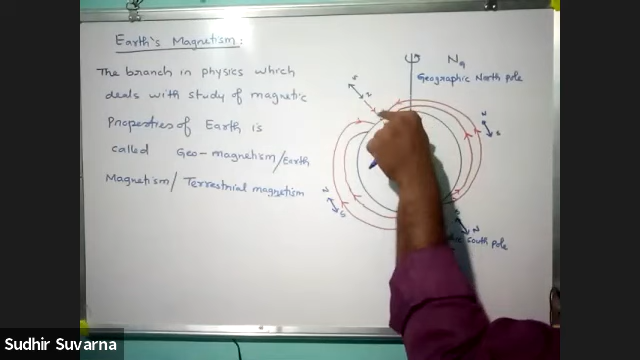 Earth's Magnetism:
The branch in physics which
deals with study of magnetic
Properties of Earth is
called Geo-magnetism/Earth
Magnetism/ Terrestrial magnetism
Ng
Geographic North pole
N
S
N
S
S
N
South pole
Sudhir Suvarna